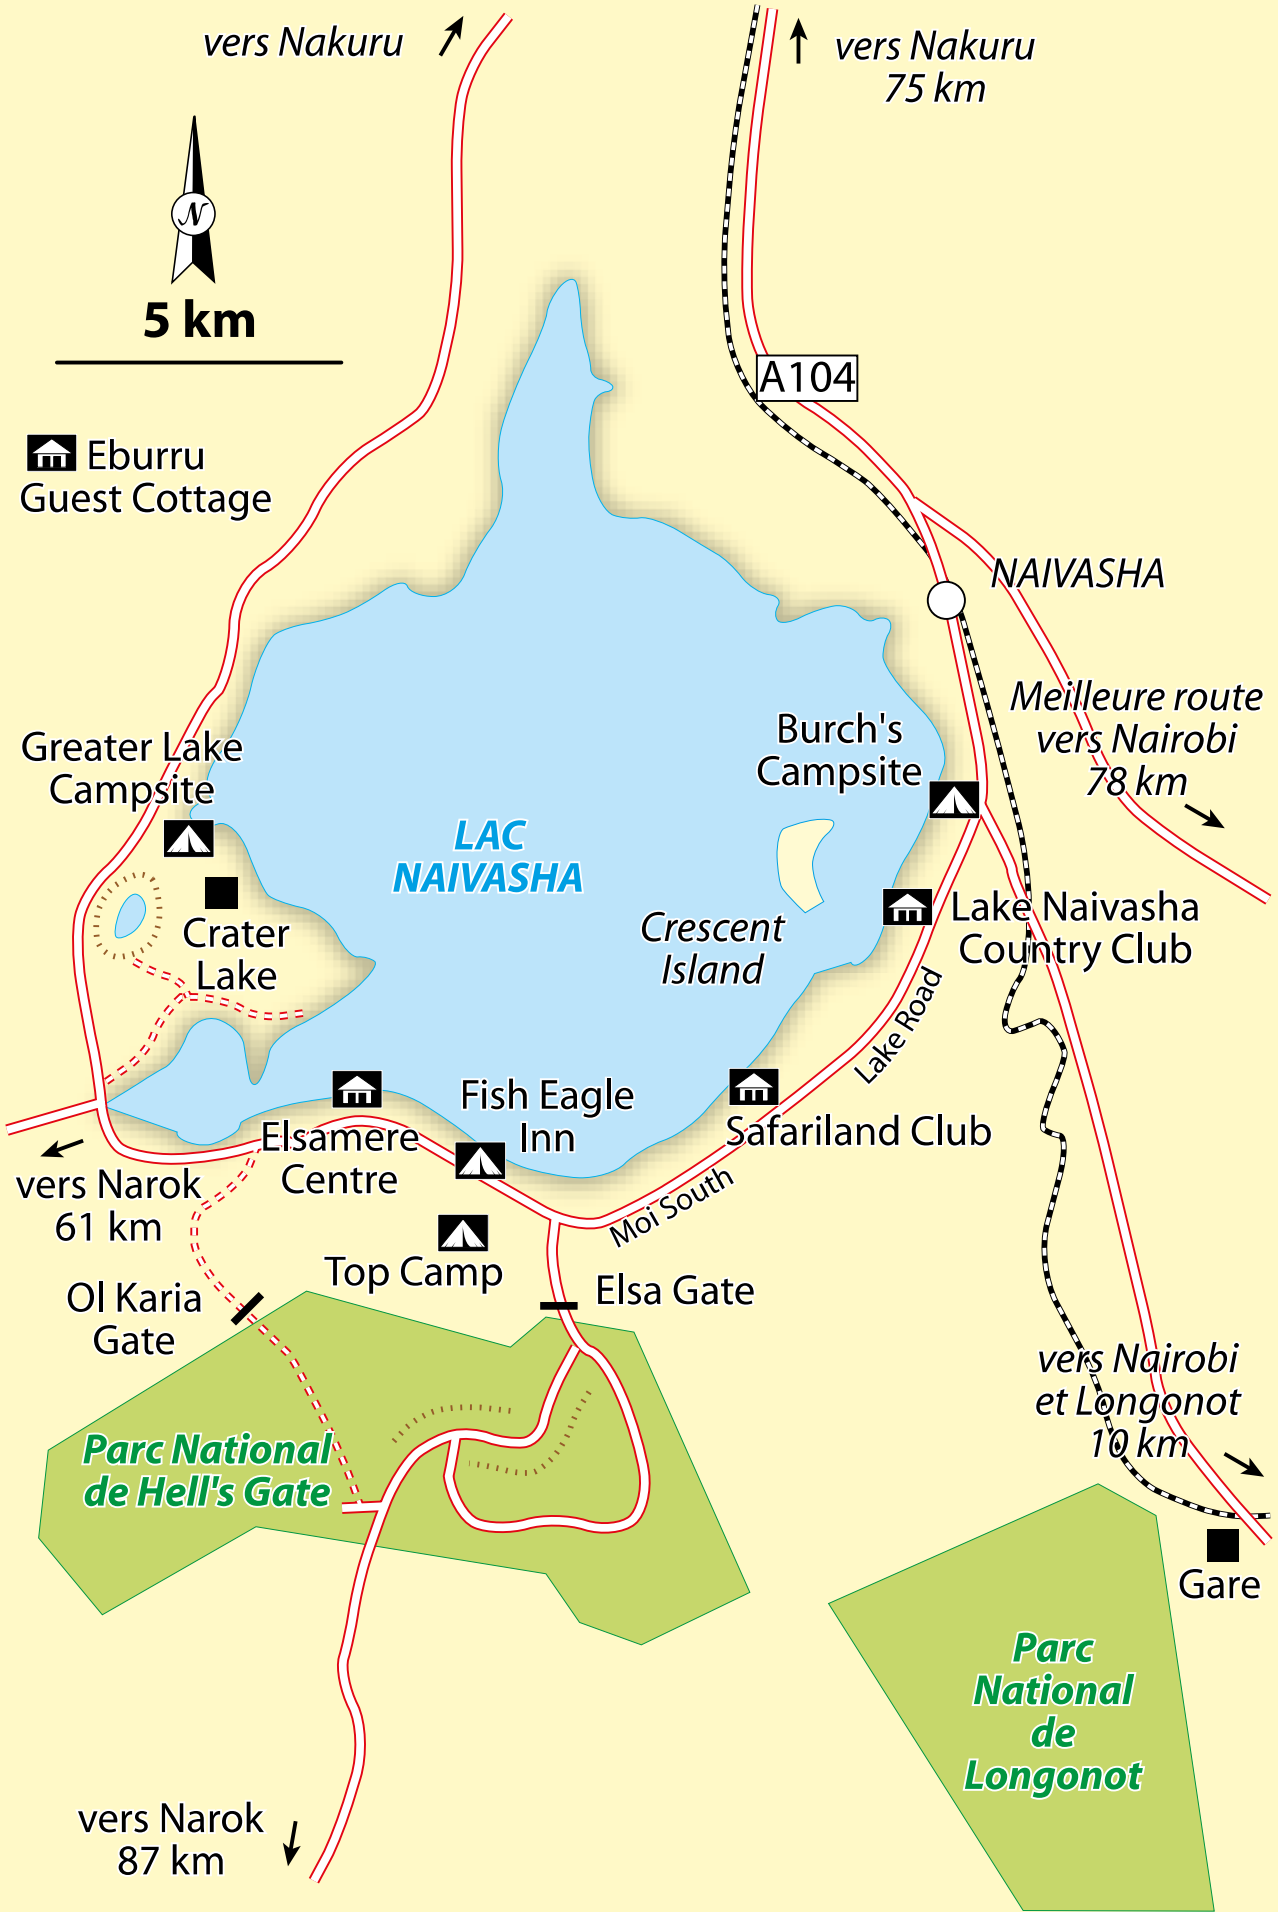 vers Nakuru
vers Nakuru
75 km
N
5 km
A104
Eburru
Guest Cottage
NAIVASHA
Meilleure route
vers Nairobi
78 km
Greater Lake
Campsite
Burch's
Campsite
LAC
NAIVASHA
Crater
Lake
Crescent
Island
Lake Naivasha
Country Club
Lake Road
Fish Eagle
Inn
Elsamere
Centre
Safariland Club
Moi South
vers Narok
61 km
Top Camp
Elsa Gate
Ol Karia
Gate
vers Nairobi
et Longonot
10 km
Parc National
de Hell's Gate
Gare
Parc
National
de
Longonot
vers Narok
87 km